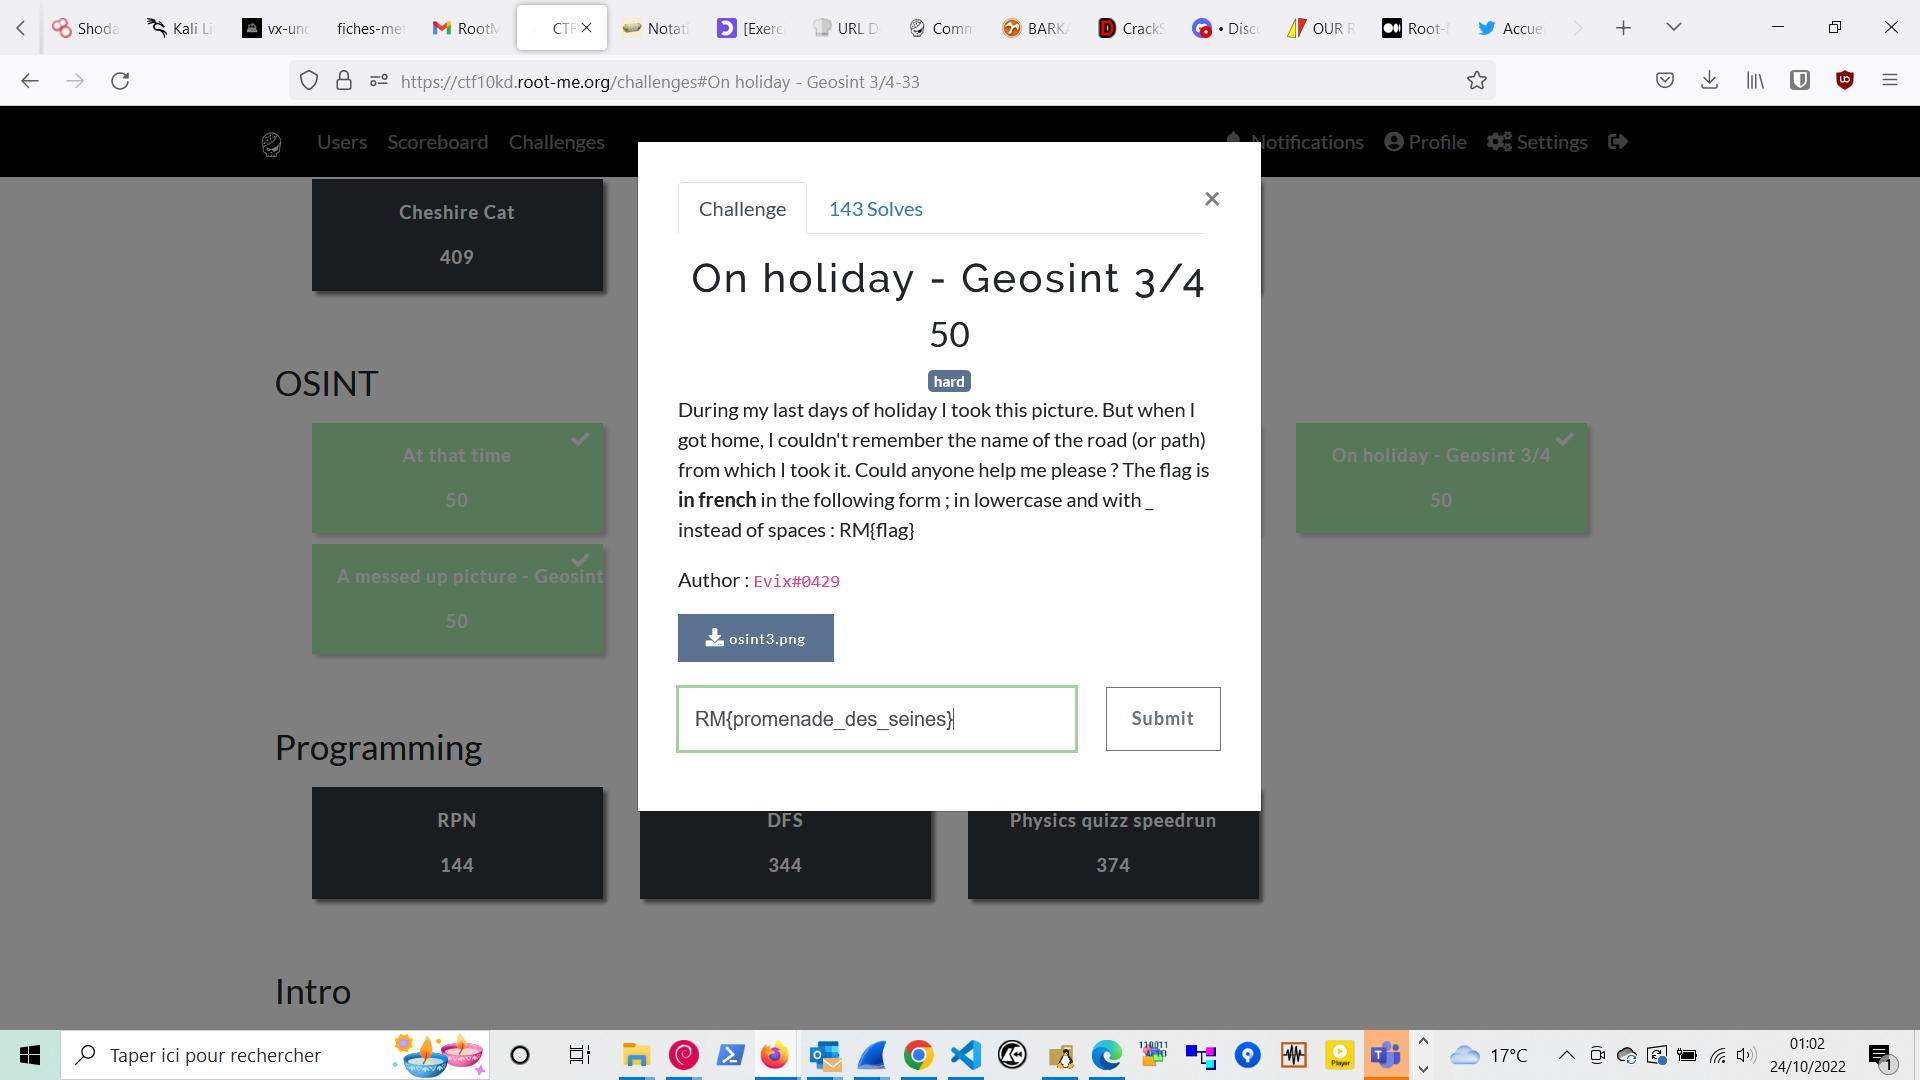 Shoda
Kali Li
vx-und
fiches-met
RootM
CTF
Notati
[Exerc
URL D
Comm
BARKA
CrackS
• Disco
OUR R
Root-
Accue
https://ctf10kd.root-me.org/challenges#On holiday - Geosint 3/4-33
Users
Scoreboard
Challenges
Notifications
Profile
Settings
Cheshire Cat
409
Challenge
143 Solves
×
On holiday - Geosint 3/4
50
hard
During my last days of holiday I took this picture. But when I
got home, I couldn't remember the name of the road (or path)
from which I took it. Could anyone help me please ? The flag is
in french in the following form ; in lowercase and with _
instead of spaces : RM{flag}
Author : Evix#0429
osint3.png
RM{promenade_des_seines}
Submit
OSINT
At that time
50
On holiday - Geosint 3/4
50
A messed up picture - Geosint
50
Programming
RPN
144
DFS
344
Physics quizz speedrun
374
Intro
Taper ici pour rechercher
17°C
01:02
24/10/2022
1